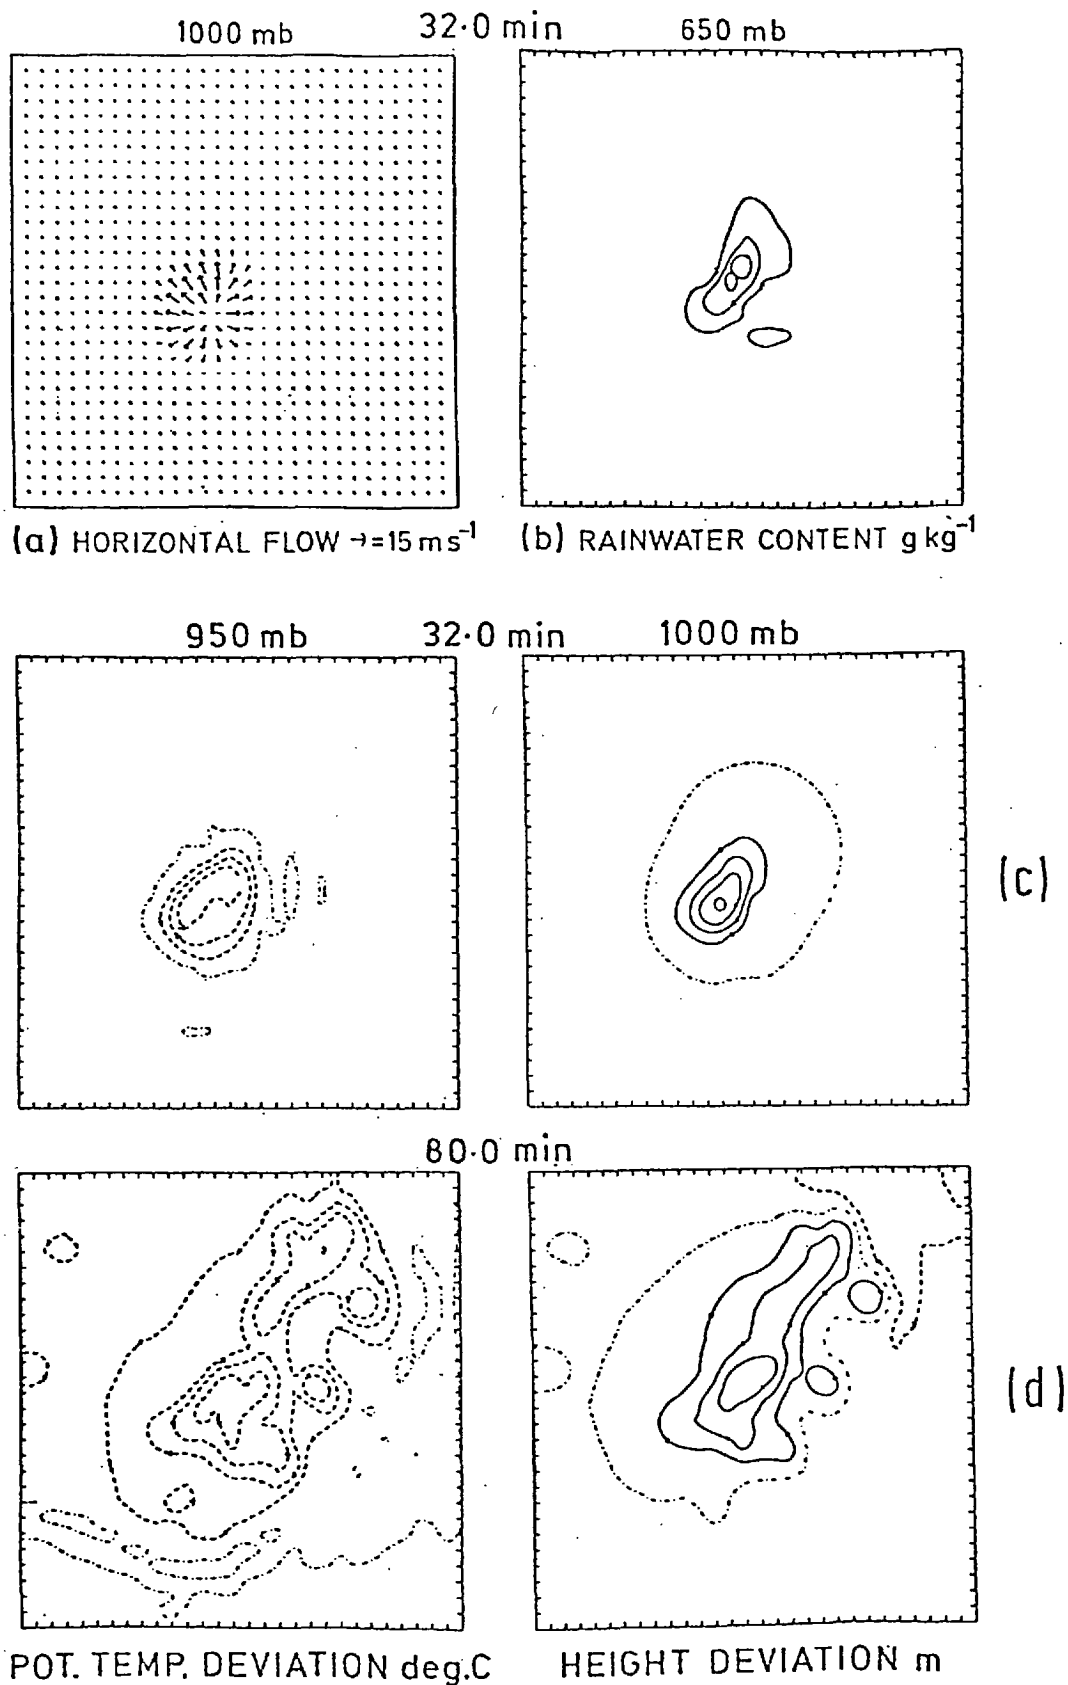 1000 mb 32·0 min 650 mb
(a) HORIZONTAL FLOW →=15 ms⁻¹ (b) RAINWATER CONTENT g kg⁻¹
950 mb 32·0 min 1000 mb
(c)
80·0 min
(d)
POT. TEMP. DEVIATION deg.C HEIGHT DEVIATION m